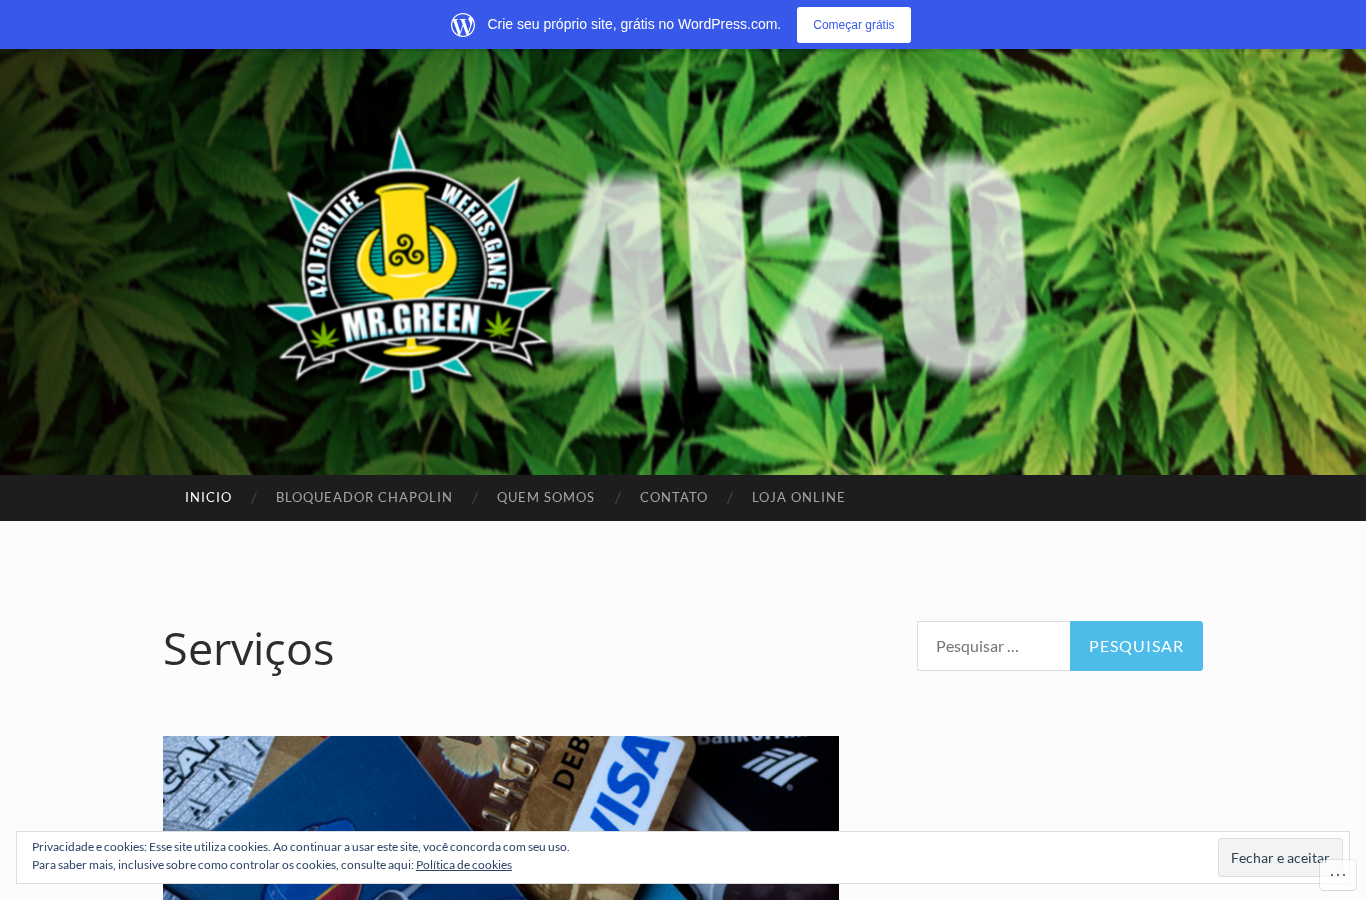 Crie seu próprio site, grátis no WordPress.com.
Começar grátis
420 FOR LIFE
WEEDS.GANG
MR.GREEN
4I20
INICIO / BLOQUEADOR CHAPOLIN / QUEM SOMOS / CONTATO / LOJA ONLINE
Serviços
Pesquisar …
PESQUISAR
DEB
VISA
Privacidade e cookies: Esse site utiliza cookies. Ao continuar a usar este site, você concorda com seu uso.
Para saber mais, inclusive sobre como controlar os cookies, consulte aqui: Política de cookies
Fechar e aceitar
...